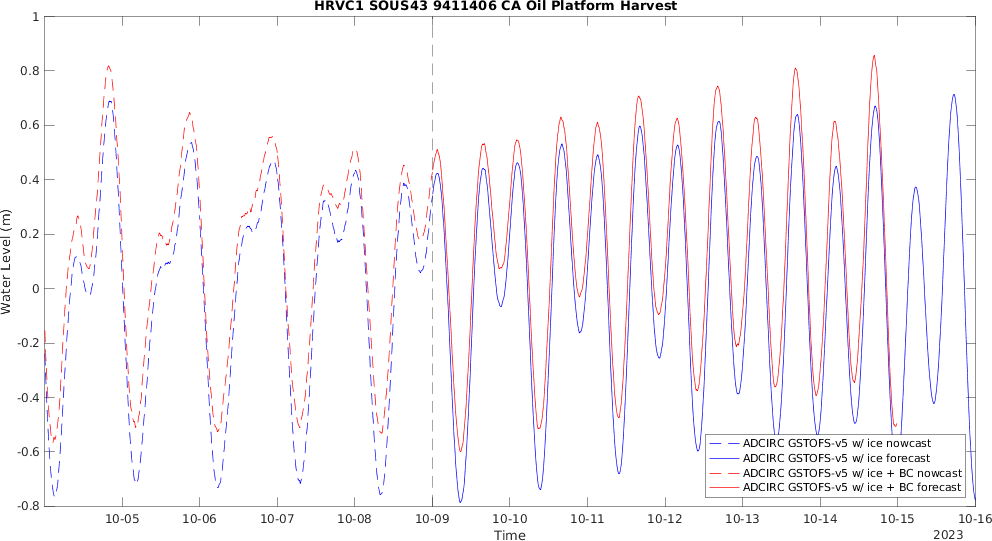 HRVC1 SOUS43 9411406 CA Oil Platform Harvest
1
0.8
0.6
0.4
0.2
0
-0.2
-0.4
-0.6
-0.8
Water Level (m)
10-05 10-06 10-07 10-08 10-09 10-10 10-11 10-12 10-13 10-14 10-15 10-16
Time
2023
ADCIRC GSTOFS-v5 w/ ice nowcast
ADCIRC GSTOFS-v5 w/ ice forecast
ADCIRC GSTOFS-v5 w/ ice + BC nowcast
ADCIRC GSTOFS-v5 w/ ice + BC forecast